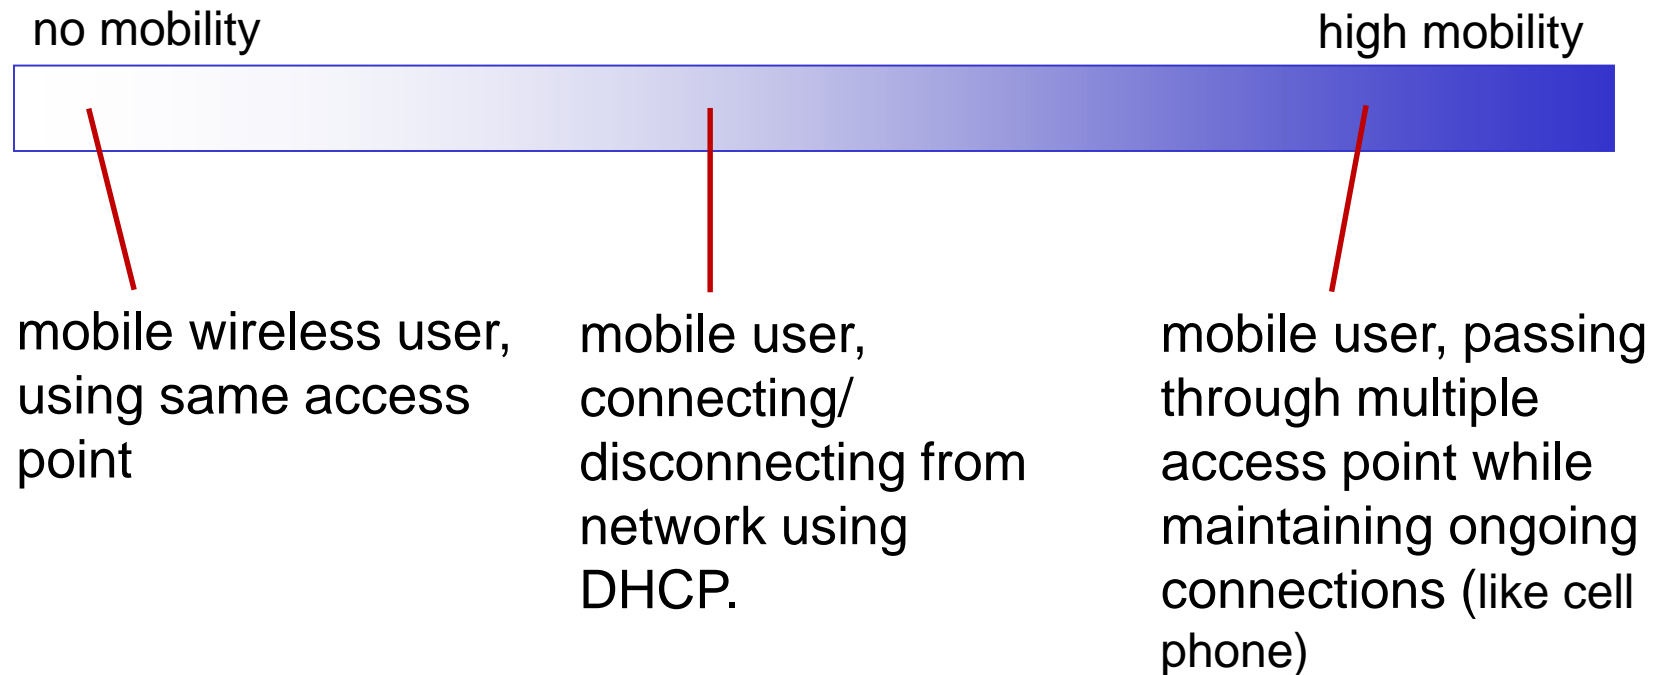 no mobility
high mobility
mobile wireless user,
using same access
point
mobile user,
connecting/
disconnecting from
network using
DHCP.
mobile user, passing
through multiple
access point while
maintaining ongoing
connections (like cell
phone)